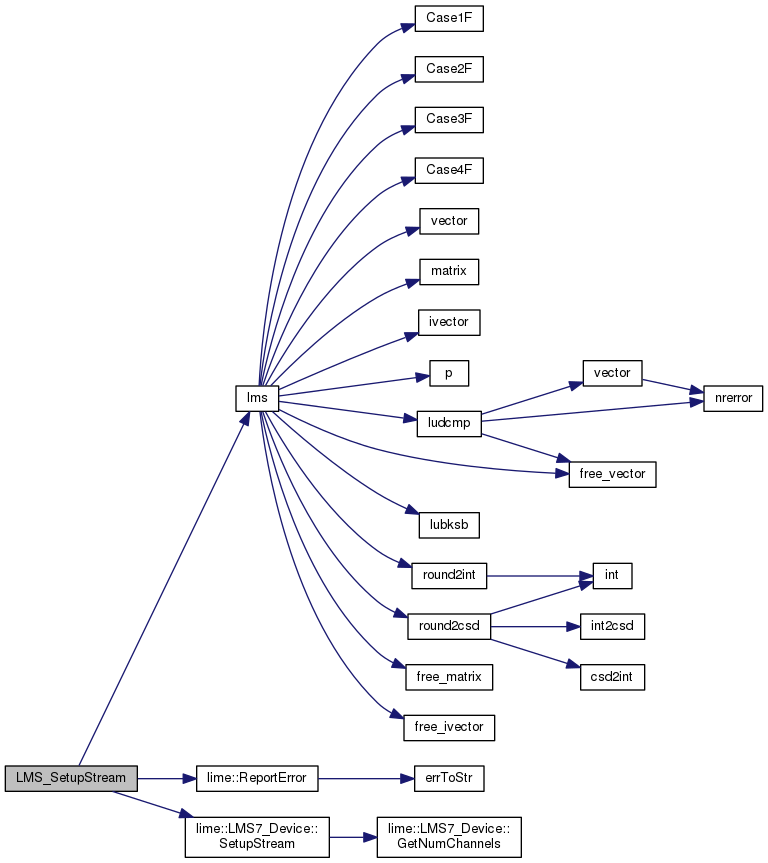 Case1F
Case2F
Case3F
Case4F
vector
matrix
ivector
p
vector
lms
nrerror
ludcmp
free_vector
lubksb
round2int
int
round2csd
int2csd
free_matrix
csd2int
free_ivector
LMS_SetupStream
lime::ReportError
errToStr
lime::LMS7_Device::
SetupStream
lime::LMS7_Device::
GetNumChannels